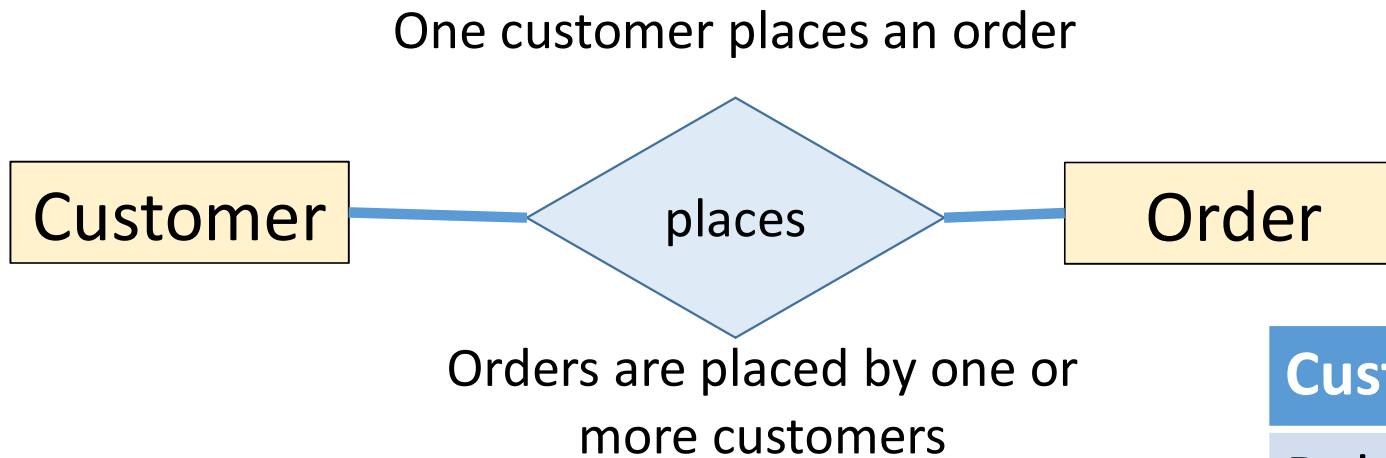 One customer places an order
Customer
places
Order
Orders are placed by one or
more customers